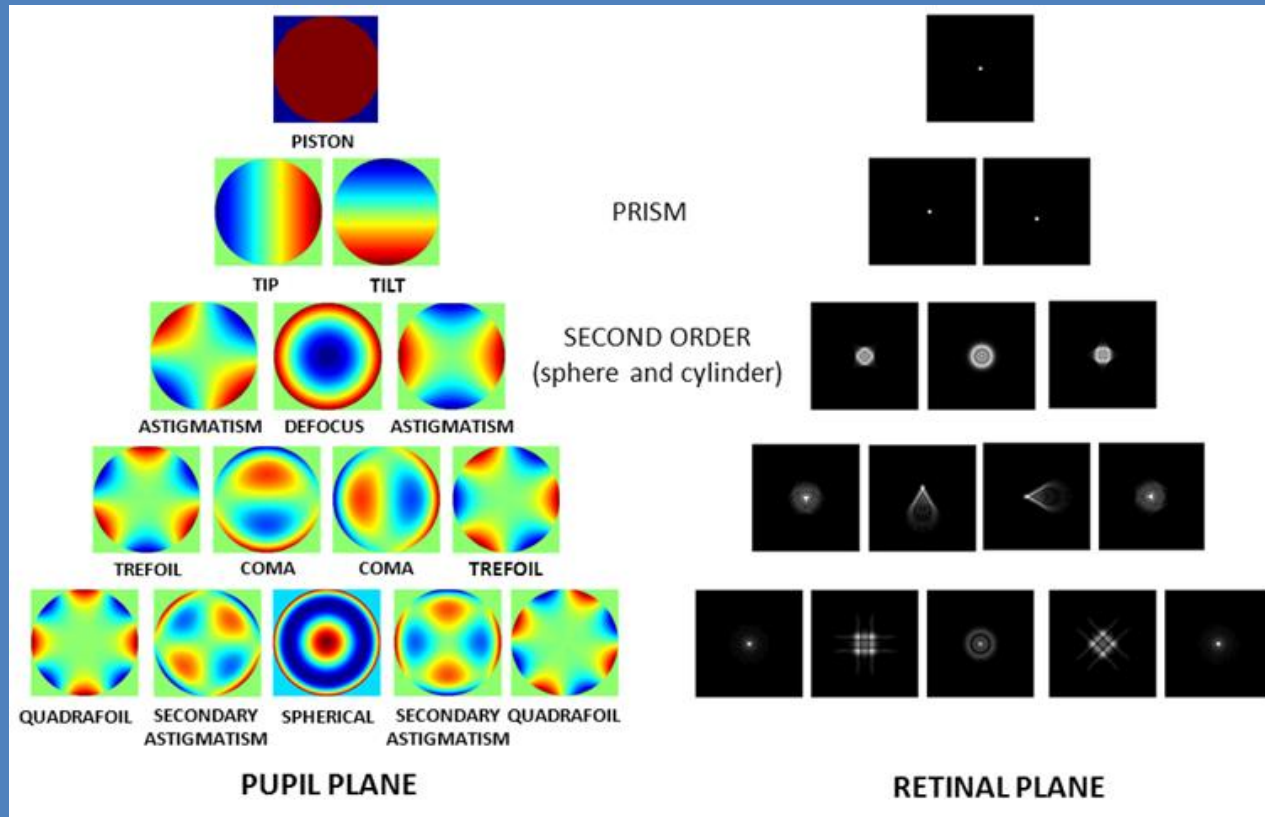 PISTON
PRISM
TIP TILT
SECOND ORDER
(sphere and cylinder)
ASTIGMATISM DEFOCUS ASTIGMATISM
TREFOIL COMA COMA TREFOIL
QUADRAFOIL SECONDARY ASTIGMATISM SPHERICAL SECONDARY ASTIGMATISM QUADRAFOIL
PUPIL PLANE
RETINAL PLANE